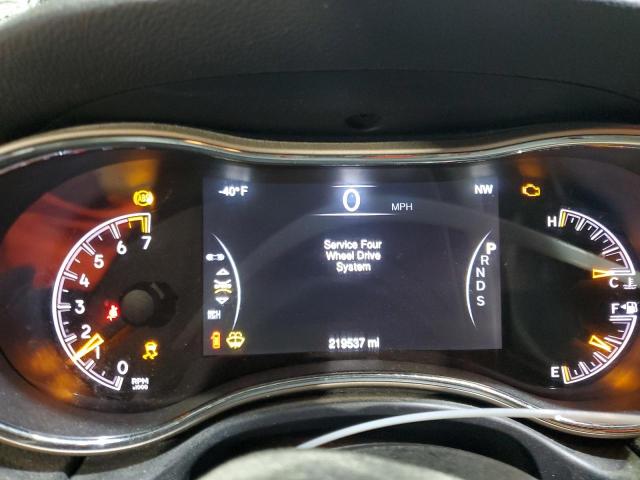 -40°F
0 MPH
NW
ABS
7
6
5
4
3
2
1
0
RPM
x1000
Service Four
Wheel Drive
System
P
R
N
D
S
219537 mi
H
C
F
E